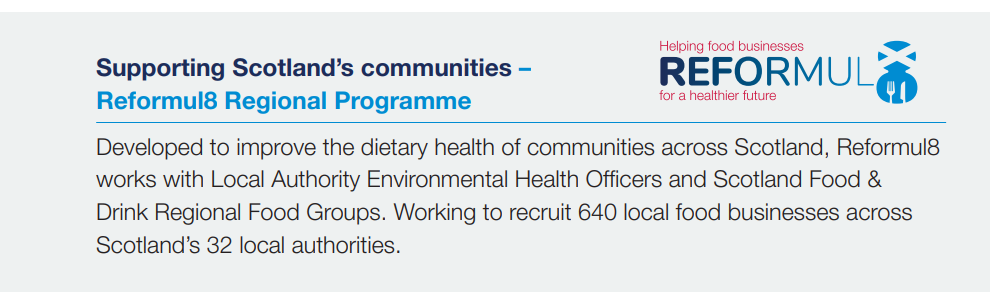 Supporting Scotland's communities –
Reformul8 Regional Programme
Helping food businesses
REFORMUL8
for a healthier future
Developed to improve the dietary health of communities across Scotland, Reformul8
works with Local Authority Environmental Health Officers and Scotland Food &
Drink Regional Food Groups. Working to recruit 640 local food businesses across
Scotland's 32 local authorities.